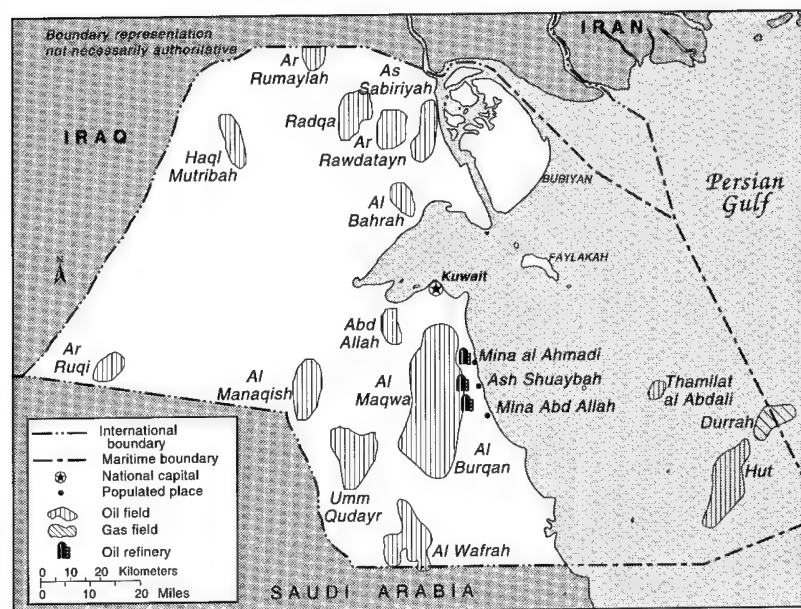 Boundary representation
not necessarily authoritative
IRAN
Ar
Rumaylah
As
Sabiriyah
IRAQ
Radqa
Ar
Rawdatayn
Haql
Mutribah
BUBIYAN
Persian
Gulf
Al
Bahrah
N
FAYLAKAH
Kuwait
Abd
Allah
Ar
Ruqi
Al
Manaqish
Al
Maqwa
Mina al Ahmadi
Ash Shuaybah
Mina Abd Allah
Thamilat
al Abdali
Durrah
Al
Burqan
Hut
Umm
Qudayr
Al Wafrah
SAUDI ARABIA
International
boundary
Maritime boundary
National capital
Populated place
Oil field
Gas field
Oil refinery
0 10 20 Kilometers
0 10 20 Miles